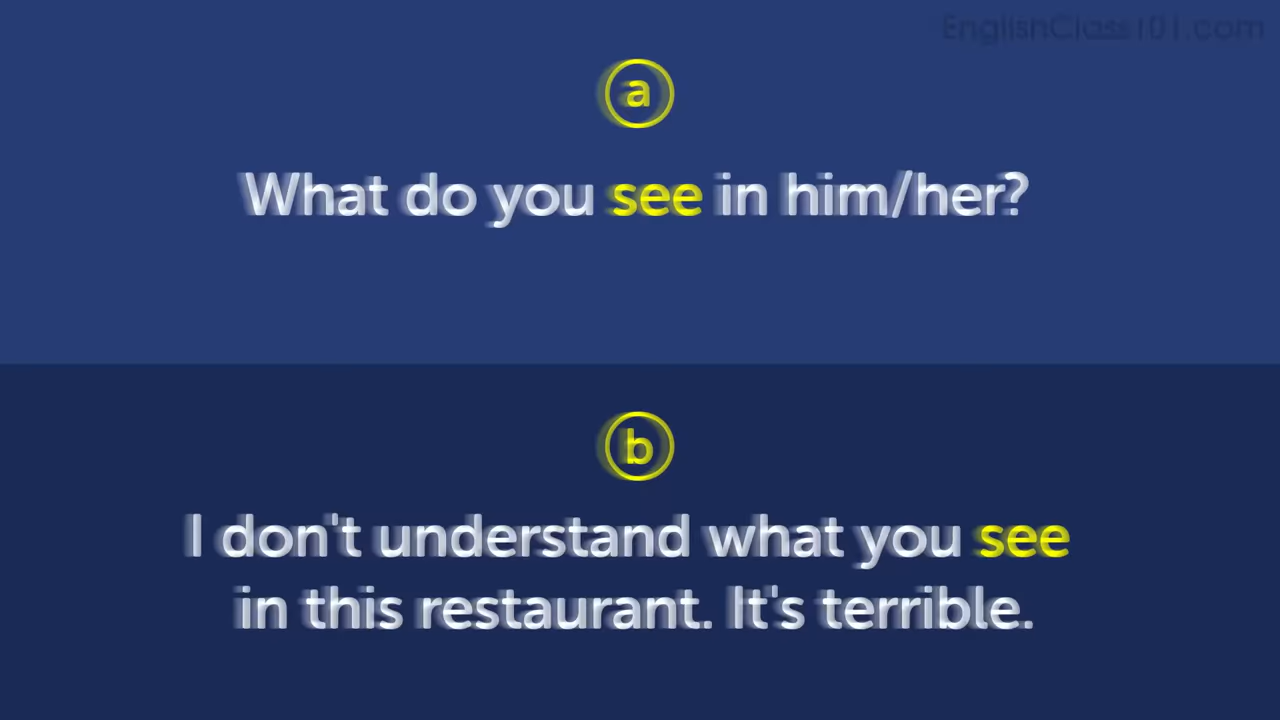 EnglishClass101.com
a
What do you see in him/her?
b
I don't understand what you see
in this restaurant. It's terrible.